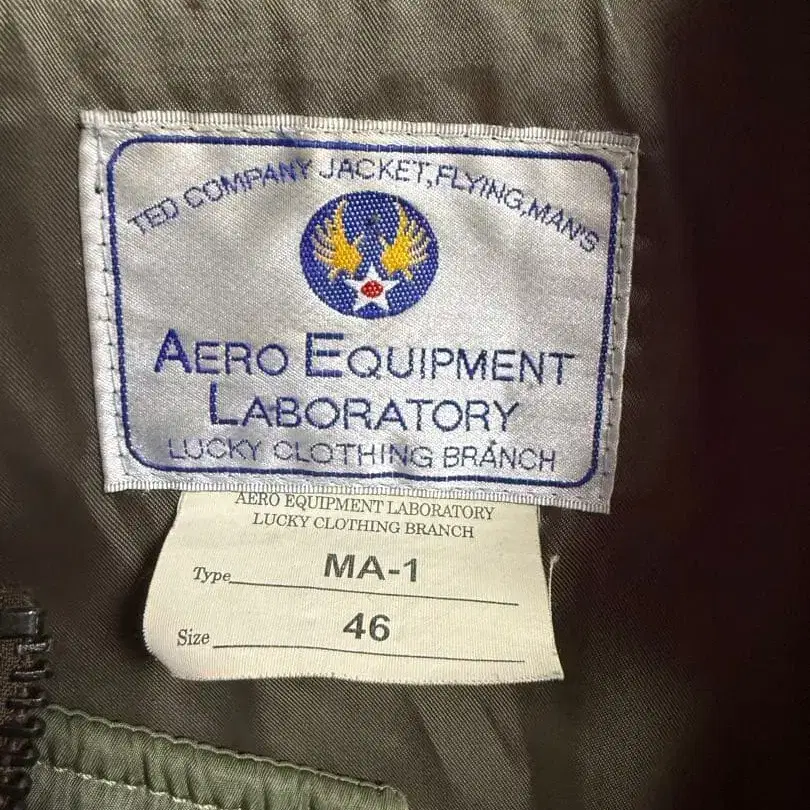 TED COMPANY JACKET,FLYING,MAN'S
AERO EQUIPMENT
LABORATORY
LUCKY CLOTHING BRANCH
AERO EQUIPMENT LABORATORY
LUCKY CLOTHING BRANCH
Type MA-1
Size 46